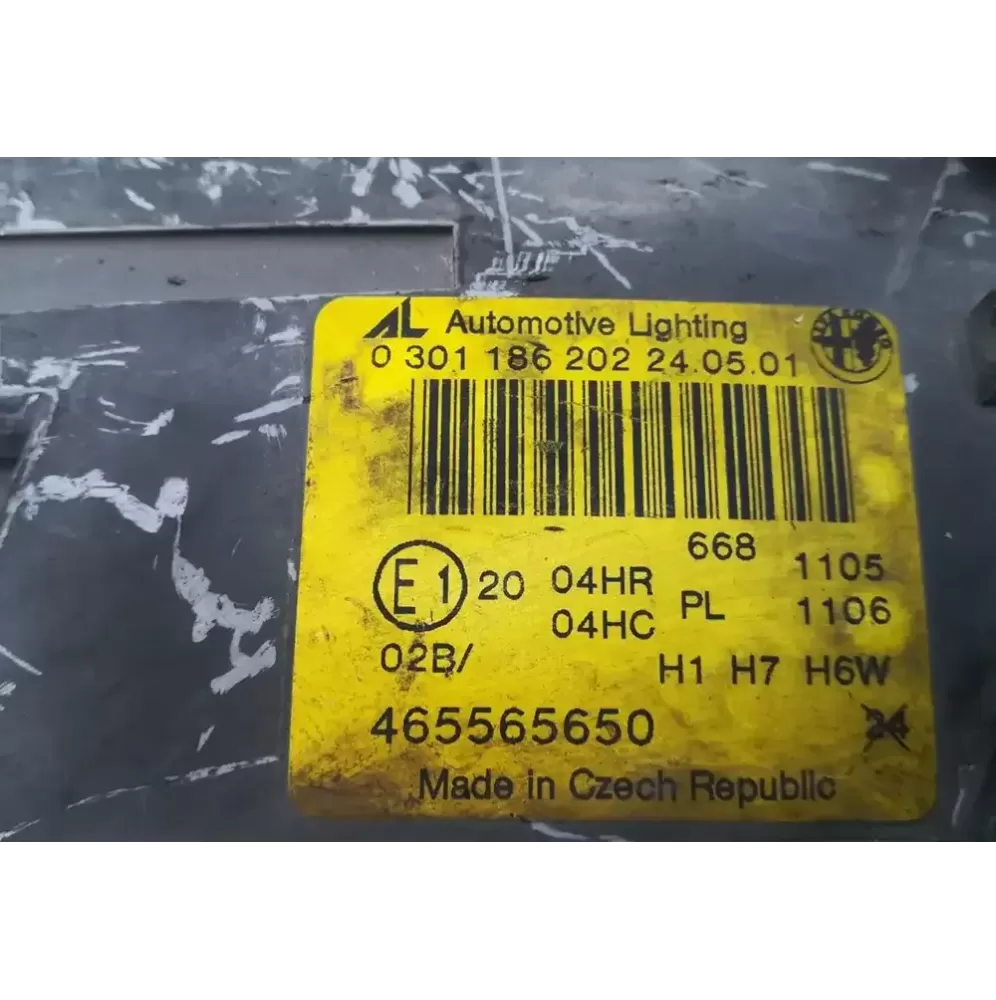 AL Automotive Lighting
0 301 186 202 24.05.01
668
1105
E1 20 04HR
PL
1106
04HC
02B/
H1 H7 H6W
465565650
24
Made in Czech Republic